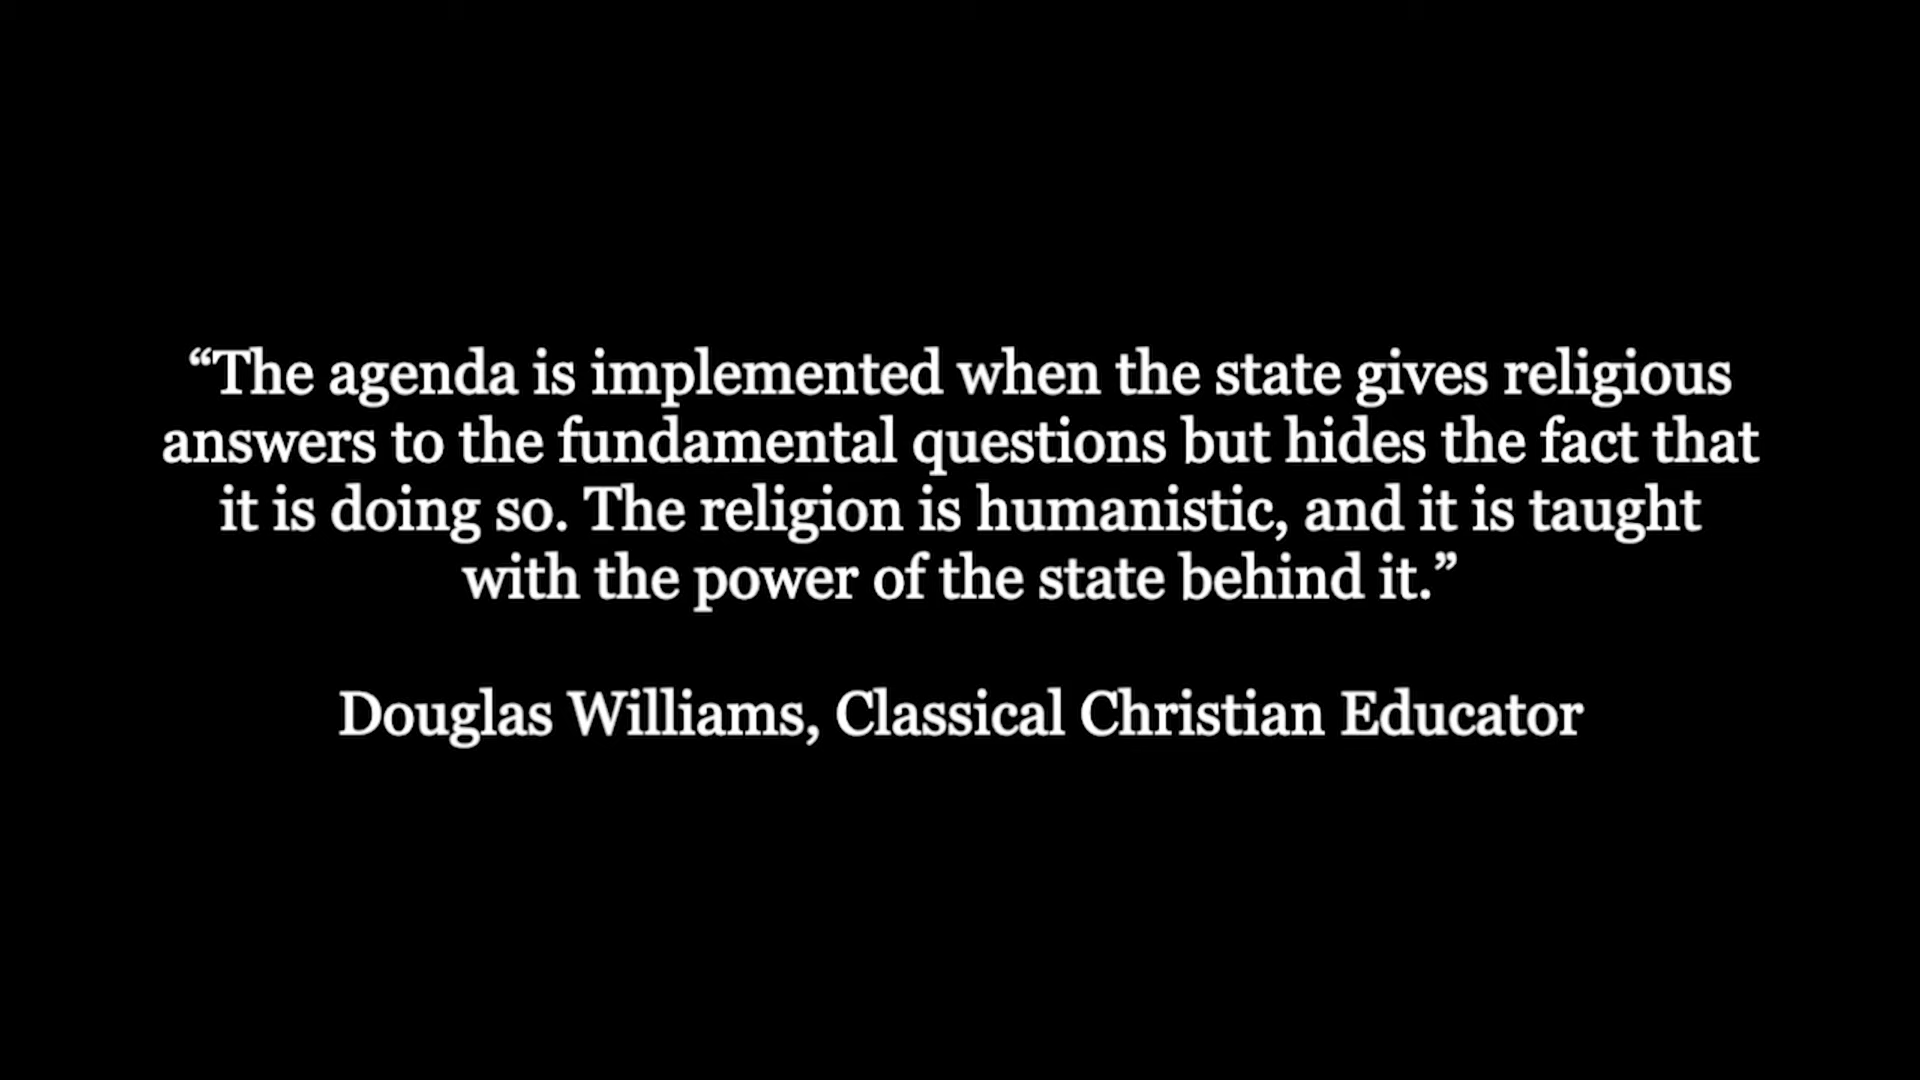 “The agenda is implemented when the state gives religious
answers to the fundamental questions but hides the fact that
it is doing so. The religion is humanistic, and it is taught
with the power of the state behind it.”
Douglas Williams, Classical Christian Educator